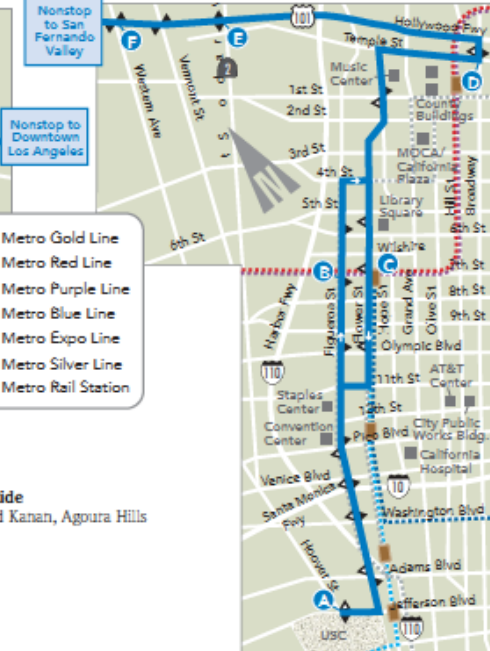 Nonstop
to San
Fernando
Valley
101
Hollywood Fwy
Temple St
F
E
D
Music
Center
2
Western Ave
Vermont St
1st St
2nd St
County
Buildings
3rd St
MOCA/
California
Plaza
Nonstop to
Downtown
Los Angeles
N
4th St
5th St
Library
Square
Hill St
Broadway
6th St
6th St
Wilshire
Metro Gold Line
Metro Red Line
Metro Purple Line
Metro Blue Line
Metro Expo Line
Metro Silver Line
Metro Rail Station
B
C
7th St
Harbor Fwy
Figueroa St
Flower St
Hope St
Grand Ave
Olive St
8th St
9th St
Olympic Blvd
110
11th St
AT&T
Center
Staples
Center
12th St
Convention
Center
Pico Blvd
City Public
Works Bldg.
California
Hospital
Venice Blvd
10
Santa Monica
Fwy
Washington Blvd
ide
d Kanan, Agoura Hills
Hoover St
Adams Blvd
A
Jefferson Blvd
USC
110